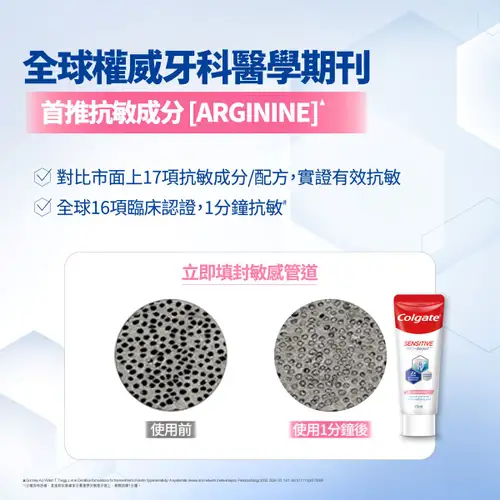 全球權威牙科醫學期刊
首推抗敏成分 [ARGININE]▲
對比市面上17項抗敏成分/配方,實證有效抗敏
全球16項臨床認證,1分鐘抗敏#
立即填封敏感管道
使用前
使用1分鐘後
Colgate
SENSITIVE